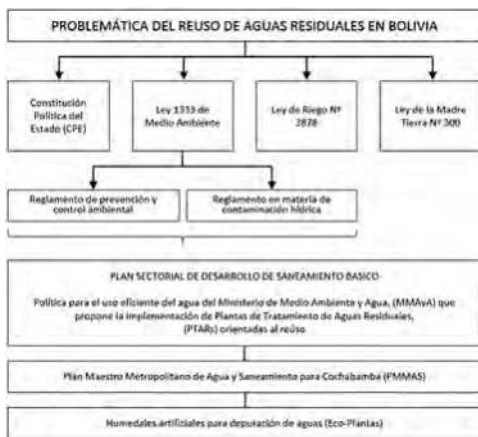 PROBLEMÁTICA DEL REUSO DE AGUAS RESIDUALES EN BOLIVIA
Constitución
Política del
Estado (CPE)
Ley 1333 de
Medio Ambiente
Ley de Riego Nº
2878
Ley de la Madre
Tierra Nº 300
Reglamento de prevención y
control ambiental
Reglamento en materia de
contaminación hídrica
PLAN SECTORIAL DE DESARROLLO DE SANEAMIENTO BASICO
Política para el uso eficiente del agua del Ministerio de Medio Ambiente y Agua, (MMAyA) que
propone la implementación de Plantas de Tratamiento de Aguas Residuales,
(PTARs) orientadas al reúso
Plan Maestro Metropolitano de Agua y Saneamiento para Cochabamba (PMMAS)
Humedales artificiales para depuración de aguas (Eco-Plantas)